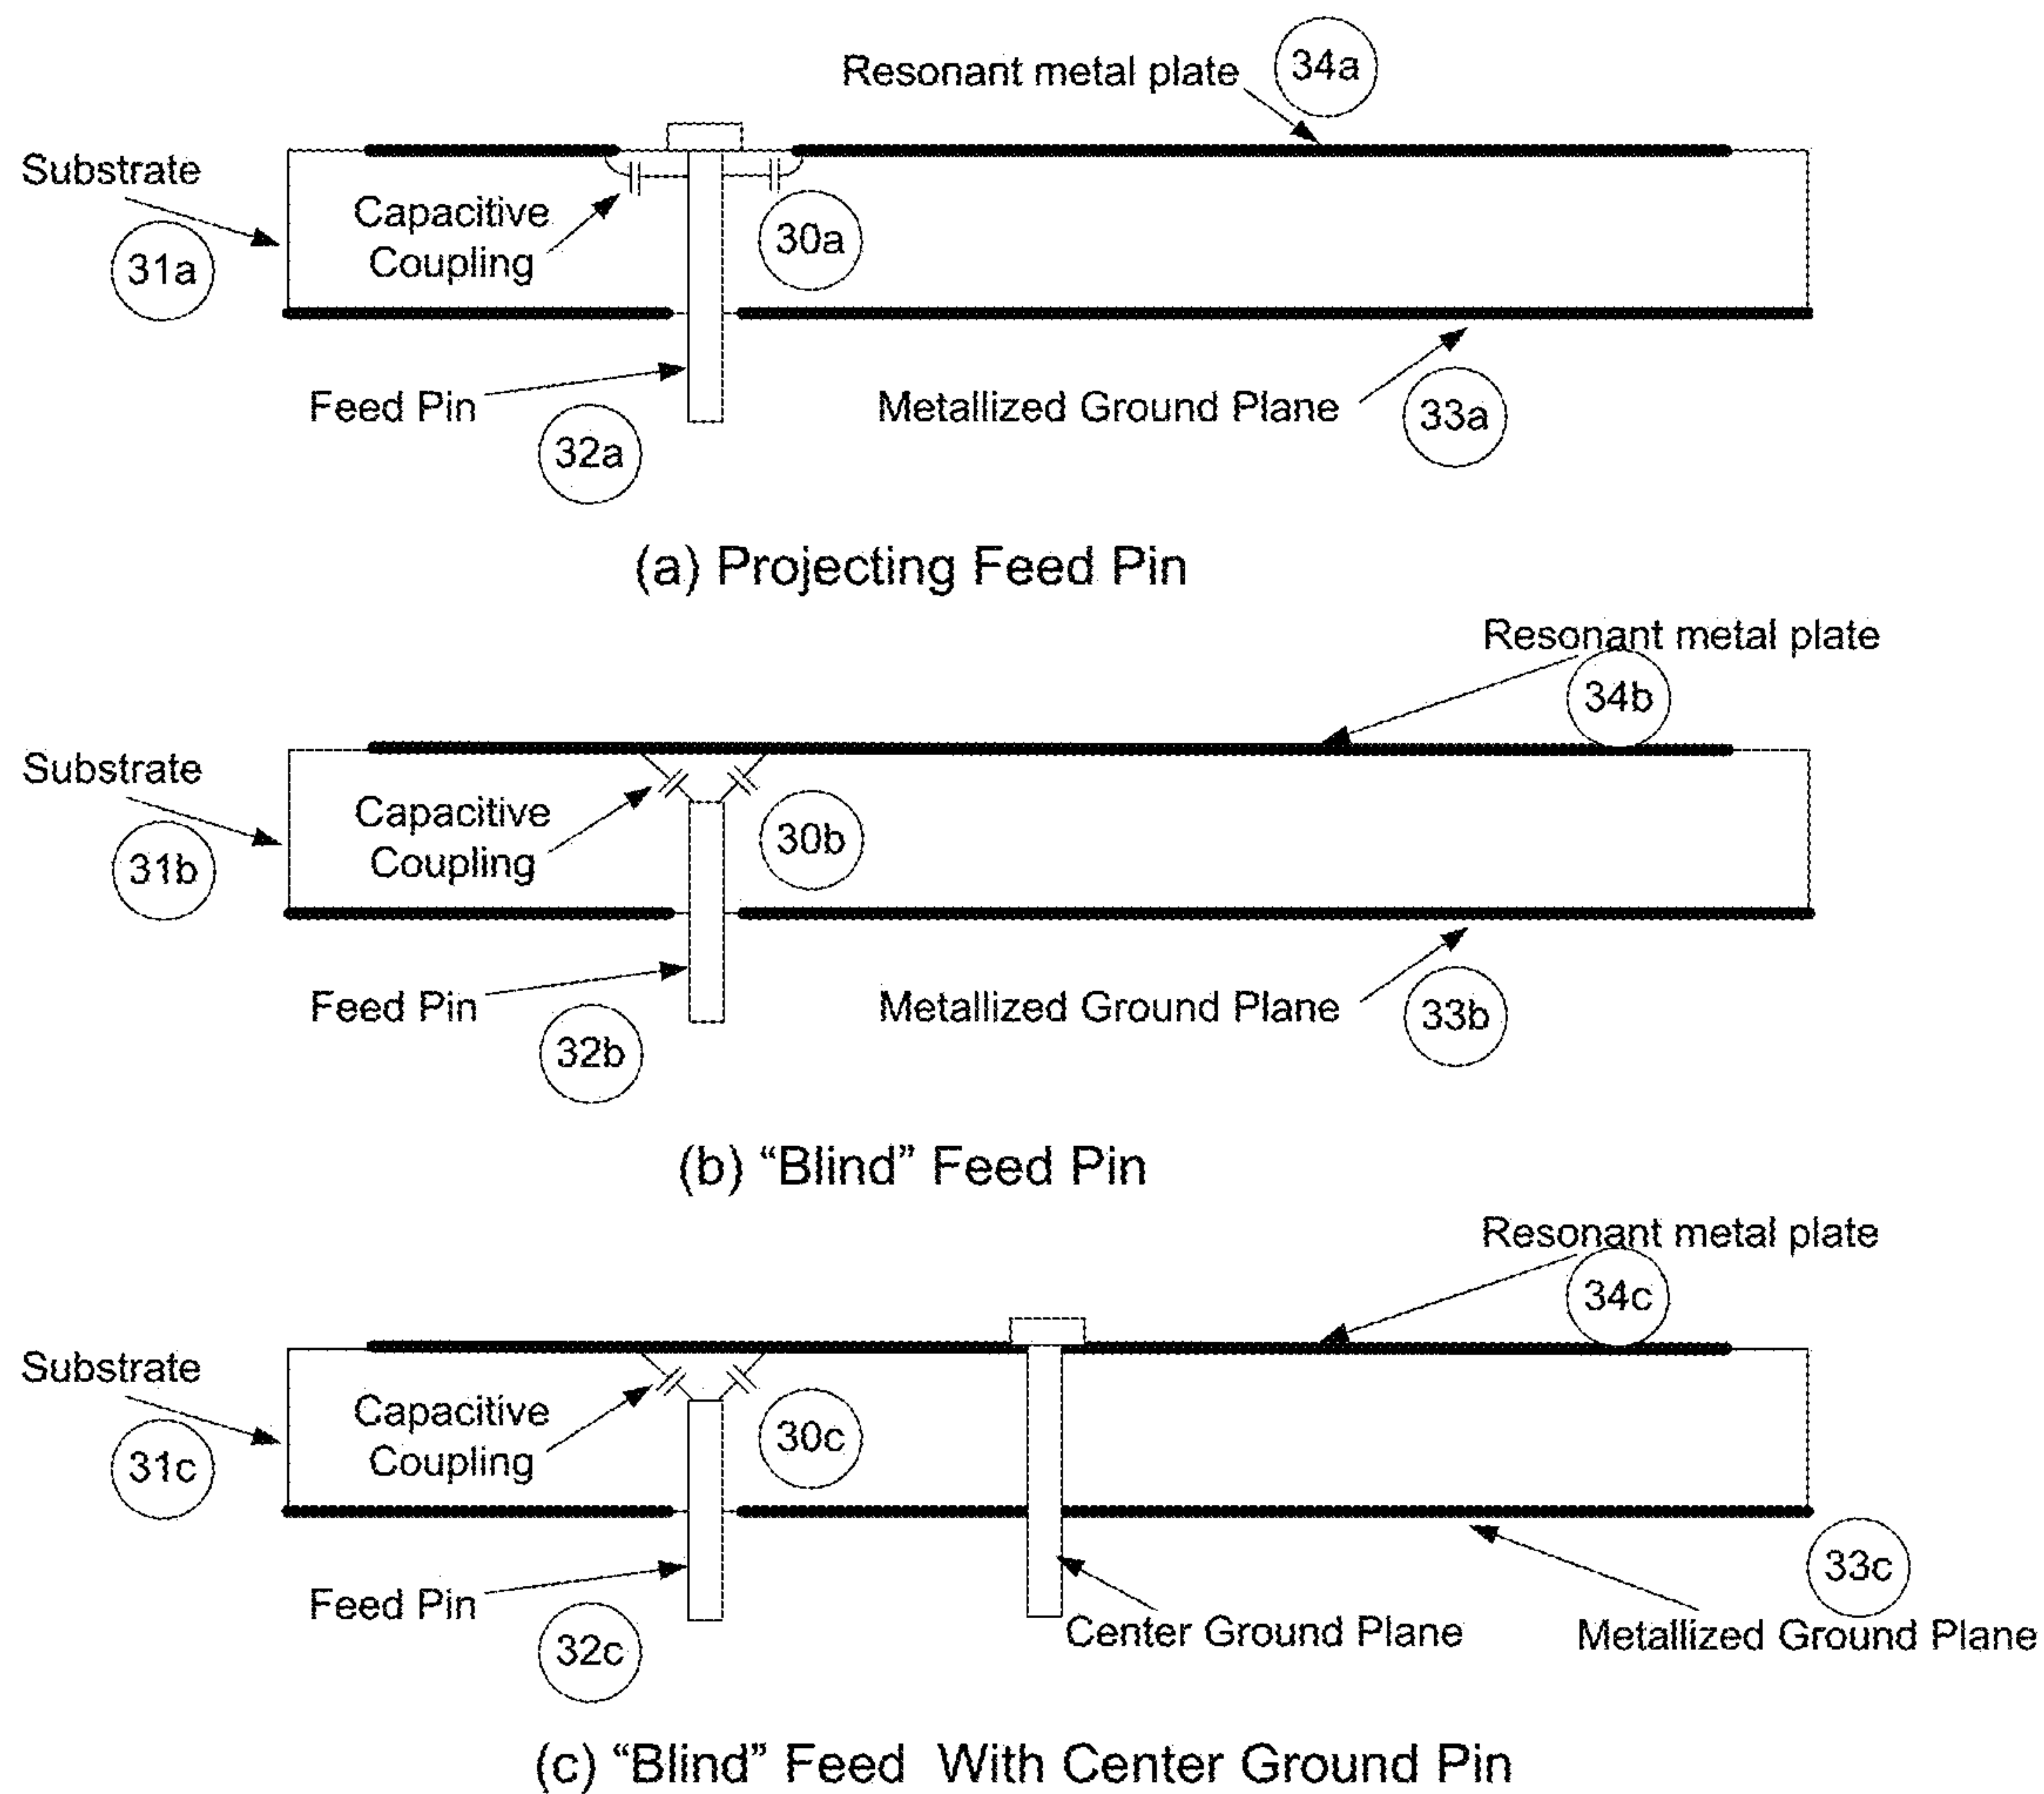 Resonant metal plate
34a
Substrate
31a
Capacitive
Coupling
30a
Feed Pin
32a
Metallized Ground Plane
33a
(a) Projecting Feed Pin
Resonant metal plate
34b
Substrate
31b
Capacitive
Coupling
30b
Feed Pin
32b
Metallized Ground Plane
33b
(b) “Blind” Feed Pin
Resonant metal plate
34c
Substrate
31c
Capacitive
Coupling
30c
Feed Pin
32c
Center Ground Plane
33c
Metallized Ground Plane
(c) “Blind” Feed With Center Ground Pin